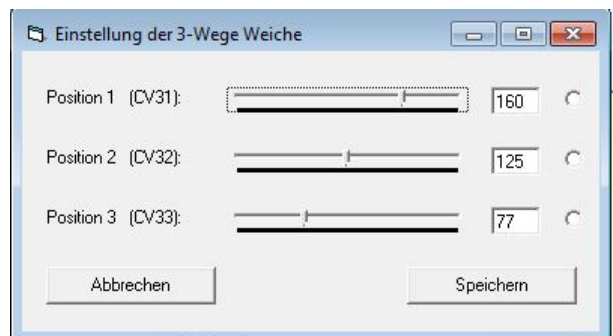 Einstellung der 3-Wege Weiche
Position 1 (CV31): 160
Position 2 (CV32): 125
Position 3 (CV33): 77
Abbrechen Speichern